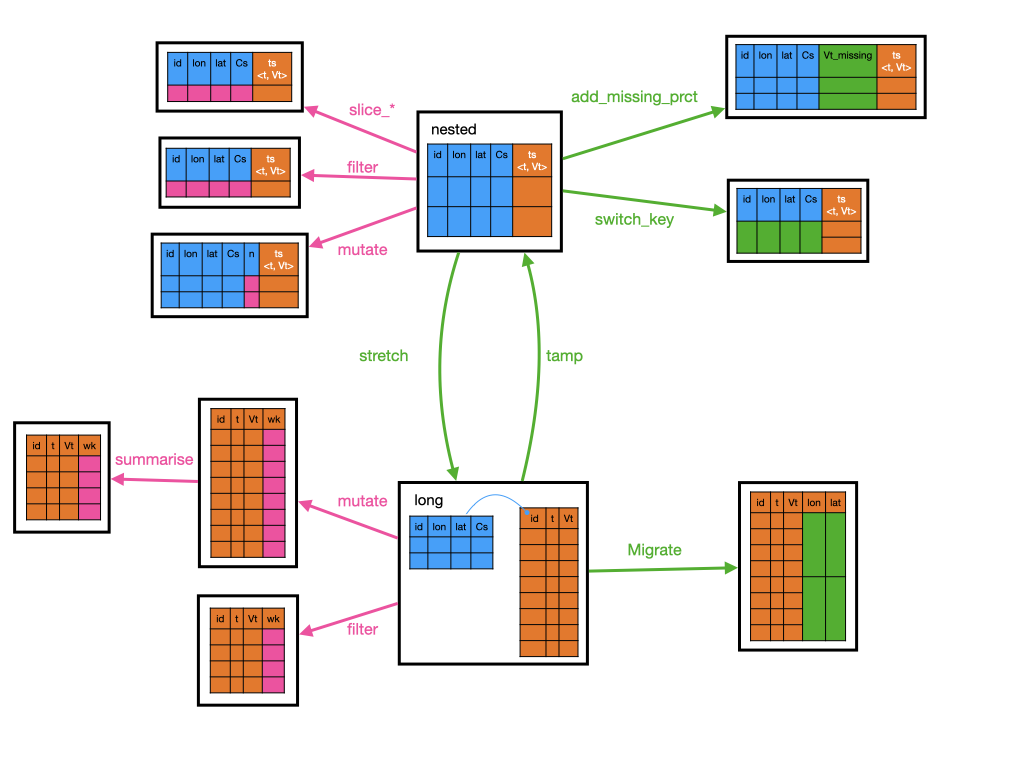 id lon lat Cs ts
<t, Vt>
slice_*
id lon lat Cs ts
<t, Vt>
filter
id lon lat Cs n ts
<t, Vt>
mutate
nested
id lon lat Cs ts
<t, Vt>
add_missing_prct
id lon lat Cs Vt_missing ts
<t, Vt>
switch_key
id lon lat Cs ts
<t, Vt>
stretch
tamp
id t Vt wk
summarise
id t Vt wk
mutate
long
id lon lat Cs
id t Vt
Migrate
id t Vt lon lat
filter
id t Vt wk